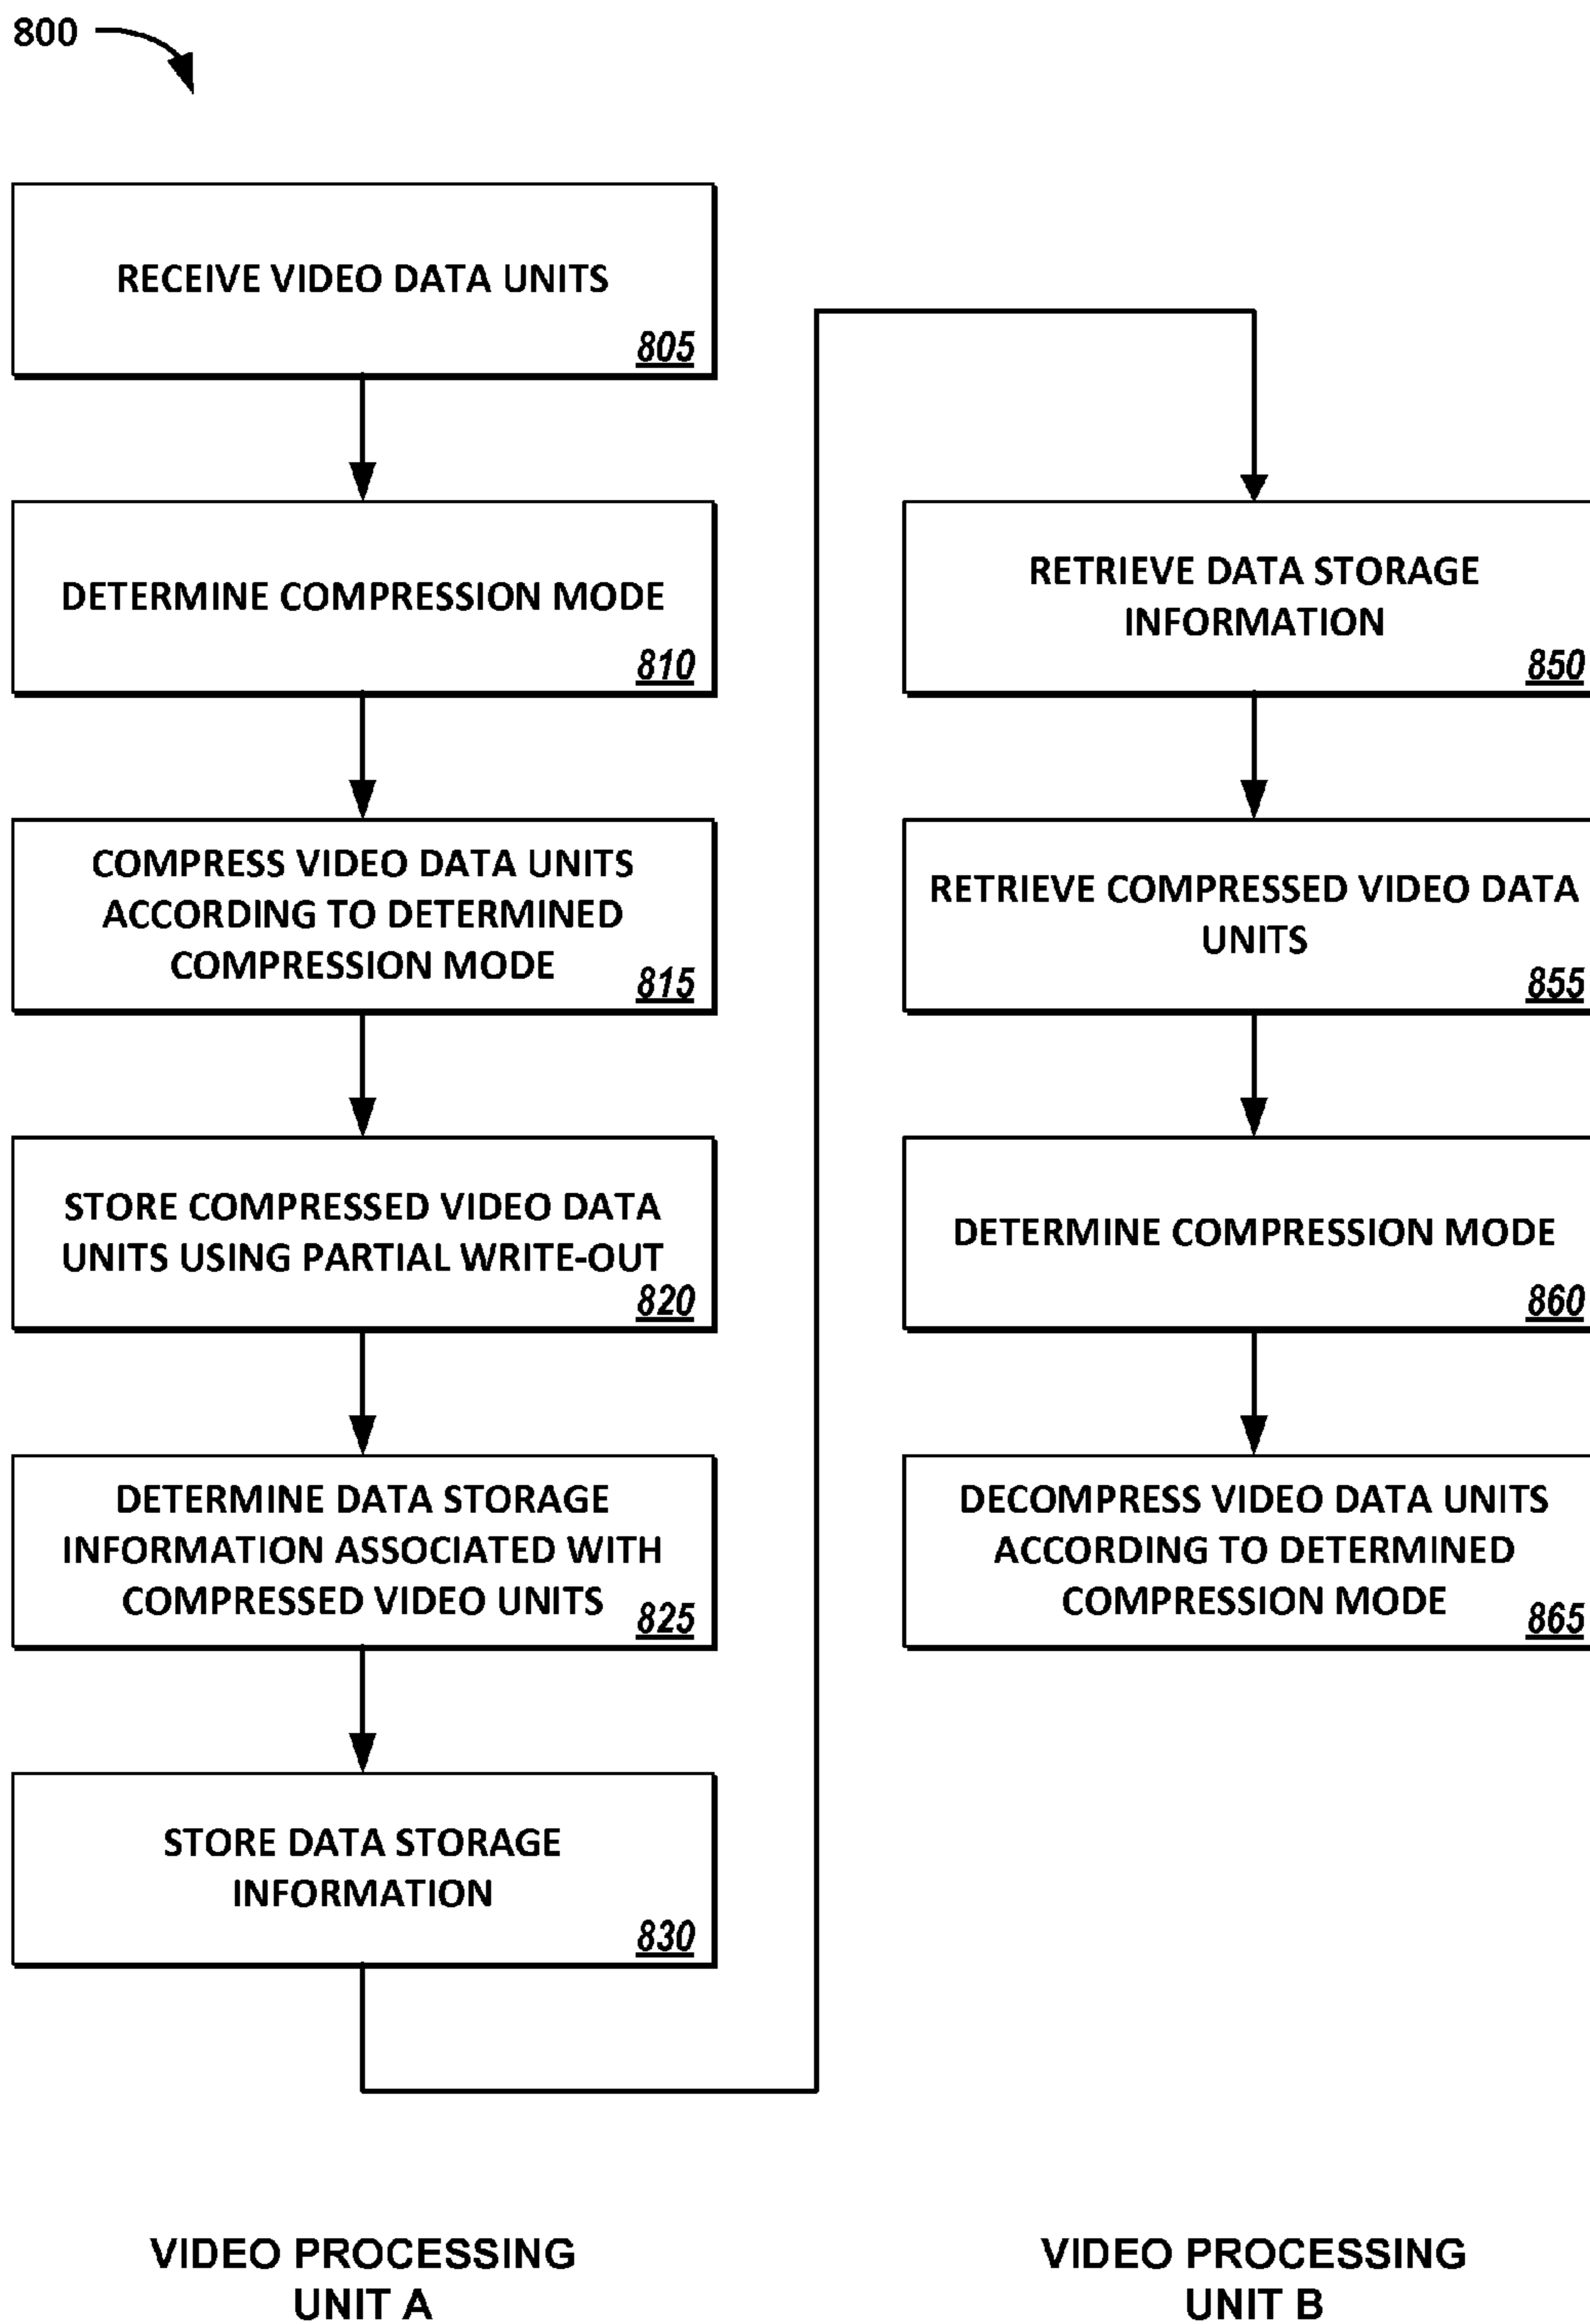 800
RECEIVE VIDEO DATA UNITS
805
DETERMINE COMPRESSION MODE
810
COMPRESS VIDEO DATA UNITS
ACCORDING TO DETERMINED
COMPRESSION MODE
815
STORE COMPRESSED VIDEO DATA
UNITS USING PARTIAL WRITE-OUT
820
DETERMINE DATA STORAGE
INFORMATION ASSOCIATED WITH
COMPRESSED VIDEO UNITS
825
STORE DATA STORAGE
INFORMATION
830
VIDEO PROCESSING
UNIT A
RETRIEVE DATA STORAGE
INFORMATION
850
RETRIEVE COMPRESSED VIDEO DATA
UNITS
855
DETERMINE COMPRESSION MODE
860
DECOMPRESS VIDEO DATA UNITS
ACCORDING TO DETERMINED
COMPRESSION MODE
865
VIDEO PROCESSING
UNIT B